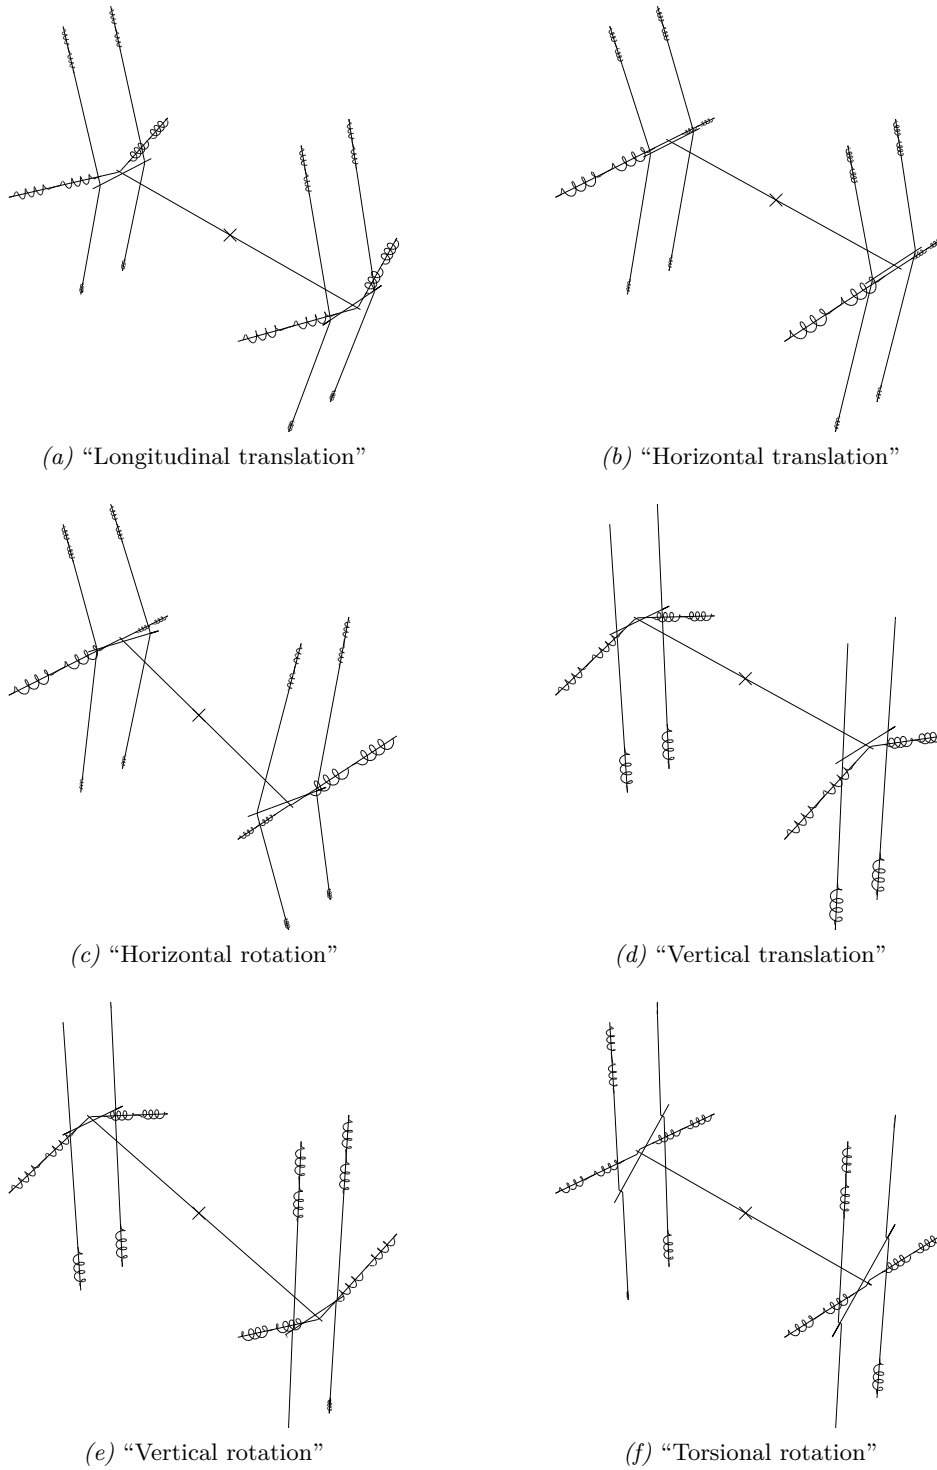 (a) “Longitudinal translation”
(b) “Horizontal translation”
(c) “Horizontal rotation”
(d) “Vertical translation”
(e) “Vertical rotation”
(f) “Torsional rotation”